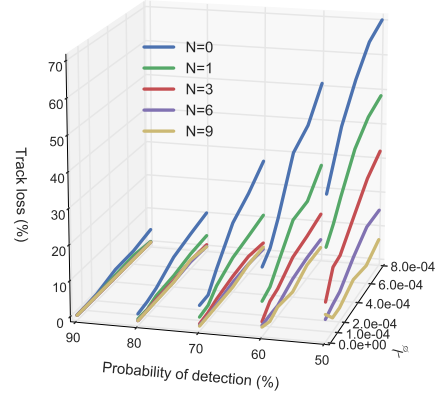 N=0
N=1
N=3
N=6
N=9
70
60
50
40
30
20
10
0
Track loss (%)
90
80
70
60
50
Probability of detection (%)
8.0e-04
6.0e-04
4.0e-04
2.0e-04
1.0e-04
0.0e+00